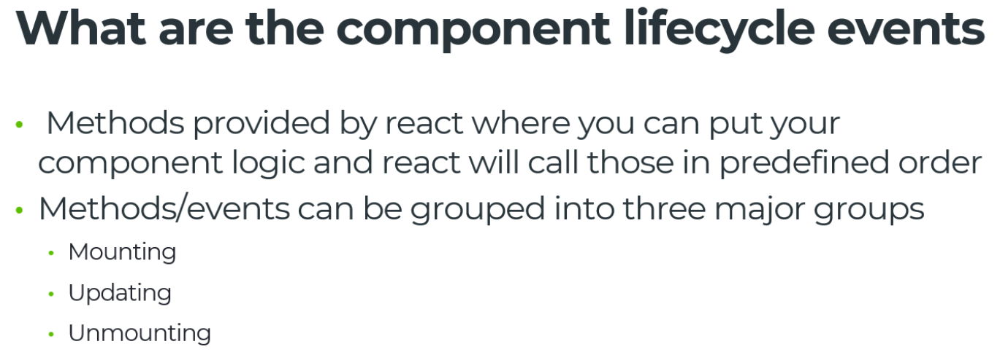 What are the component lifecycle events
• Methods provided by react where you can put your
component logic and react will call those in predefined order
• Methods/events can be grouped into three major groups
• Mounting
• Updating
• Unmounting